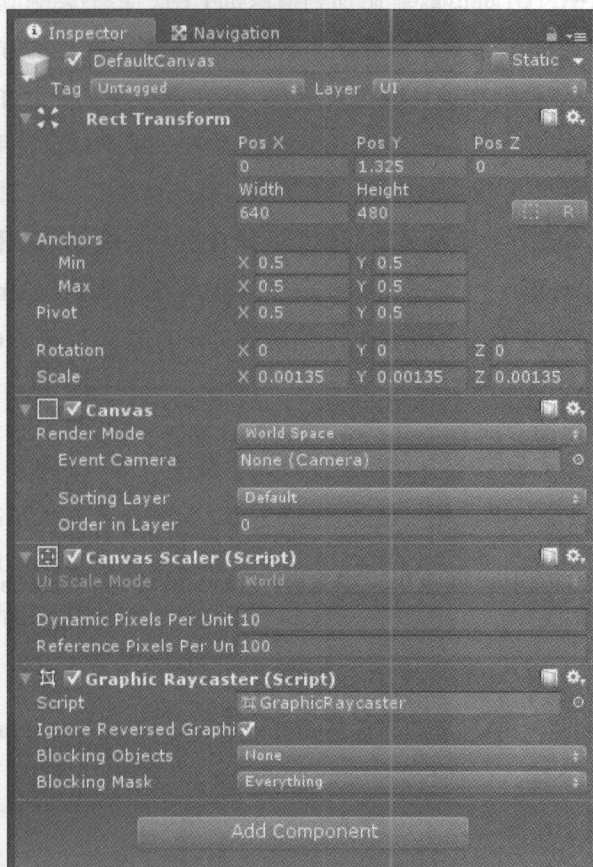 Inspector Navigation
DefaultCanvas Static
Tag Untagged Layer UI
Rect Transform
Pos X Pos Y Pos Z
0 1.325 0
Width Height
640 480
R
Anchors
Min X 0.5 Y 0.5
Max X 0.5 Y 0.5
Pivot X 0.5 Y 0.5
Rotation X 0 Y 0 Z 0
Scale X 0.00135 Y 0.00135 Z 0.00135
Canvas
Render Mode World Space
Event Camera None (Camera)
Sorting Layer Default
Order in Layer 0
Canvas Scaler (Script)
Ui Scale Mode World
Dynamic Pixels Per Unit 10
Reference Pixels Per Un 100
Graphic Raycaster (Script)
Script GraphicRaycaster
Ignore Reversed Graphi
Blocking Objects None
Blocking Mask Everything
Add Component